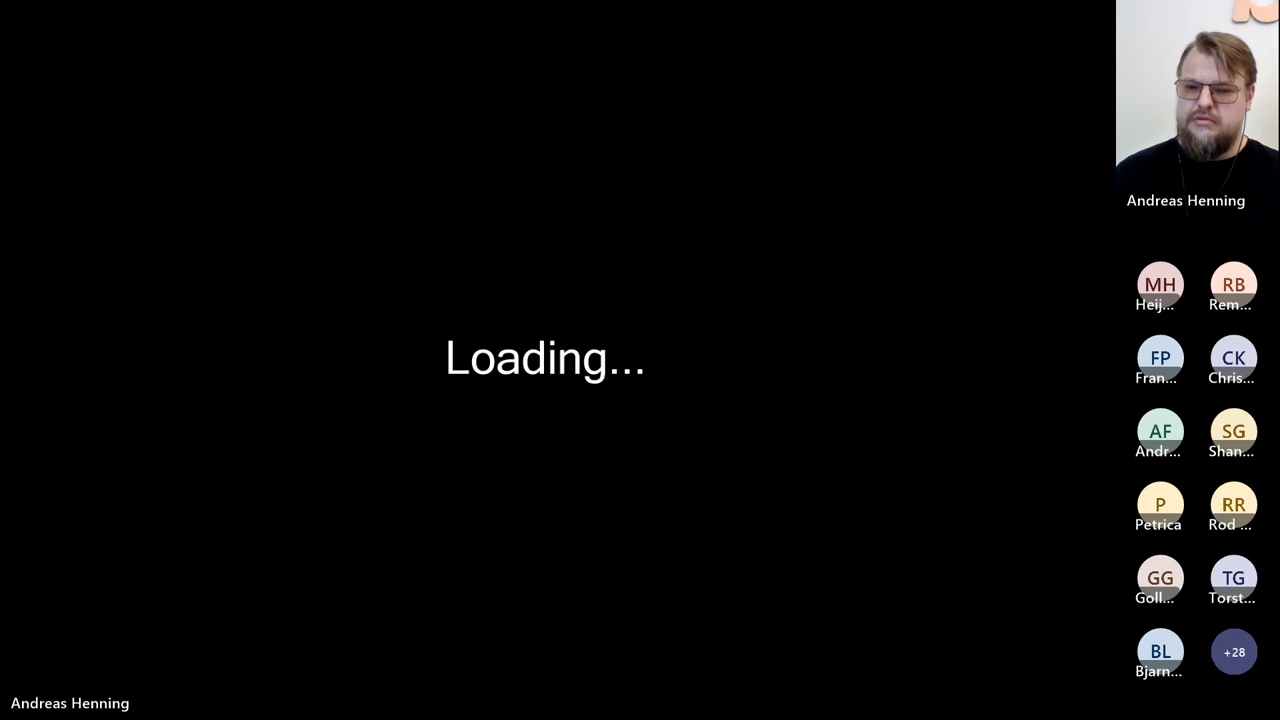 Loading...
Andreas Henning
MH
Heij...
RB
Rem...
FP
Fran...
CK
Chris...
AF
Andr...
SG
Shan...
P
Petrica
RR
Rod ...
GG
Goll...
TG
Torst...
BL
Bjarn...
+28
Andreas Henning